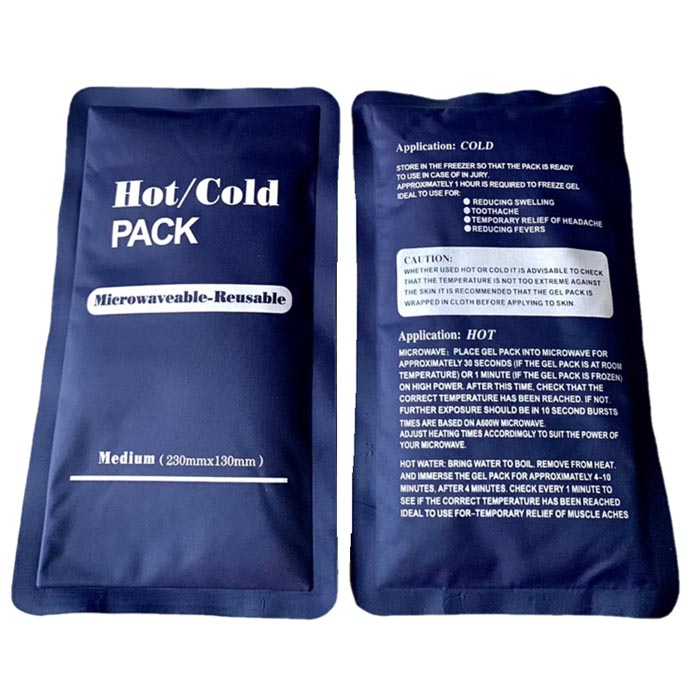 Hot/Cold
PACK
Microwaveable-Reusable
Medium (230mmx130mm)
Application: COLD
STORE IN THE FREEZER SO THAT THE PACK IS READY
TO USE IN CASE OF IN JURY.
APPROXIMATELY 1 HOUR IS REQUIRED TO FREEZE GEL
IDEAL TO USE FOR:
● REDUCING SWELLING
● TOOTHACHE
● TEMPORARY RELIEF OF HEADACHE
● REDUCING FEVERS
CAUTION:
WHETHER USED HOT OR COLD IT IS ADVISABLE TO CHECK
THAT THE TEMPERATURE IS NOT TOO EXTREME AGAINST
THE SKIN IT IS RECOMMENDED THAT THE GEL PACK IS
WRAPPED IN CLOTH BEFORE APPLYING TO SKIN.
Application: HOT
MICROWAVE: PLACE GEL PACK INTO MICROWAVE FOR
APPROXIMATELY 30 SECONDS (IF THE GEL PACK IS AT ROOM
TEMPERATURE) OR 1 MINUTE (IF THE GEL PACK IS FROZEN)
ON HIGH POWER. AFTER THIS TIME, CHECK THAT THE
CORRECT TEMPERATURE HAS BEEN REACHED. IF NOT.
FURTHER EXPOSURE SHOULD BE IN 10 SECOND BURSTS
TIMES ARE BASED ON A600W MICROWAVE.
ADJUST HEATING TIMES ACCORDIMGLY TO SUIT THE POWER OF
YOUR MICROWAVE.
HOT WATER: BRING WATER TO BOIL. REMOVE FROM HEAT.
AND IMMERSE THE GEL PACK FOR APPROXIMATELY 4-10
MINUTES, AFTER 4 MINUTES. CHECK EVERY 1 MINUTE TO
SEE IF THE CORRECT TEMPERATURE HAS BEEN REACHED
IDEAL TO USE FOR-TEMPORARY RELIEF OF MUSCLE ACHES